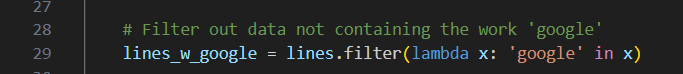 27
28 # Filter out data not containing the work 'google'
29 lines_w_google = lines.filter(lambda x: 'google' in x)